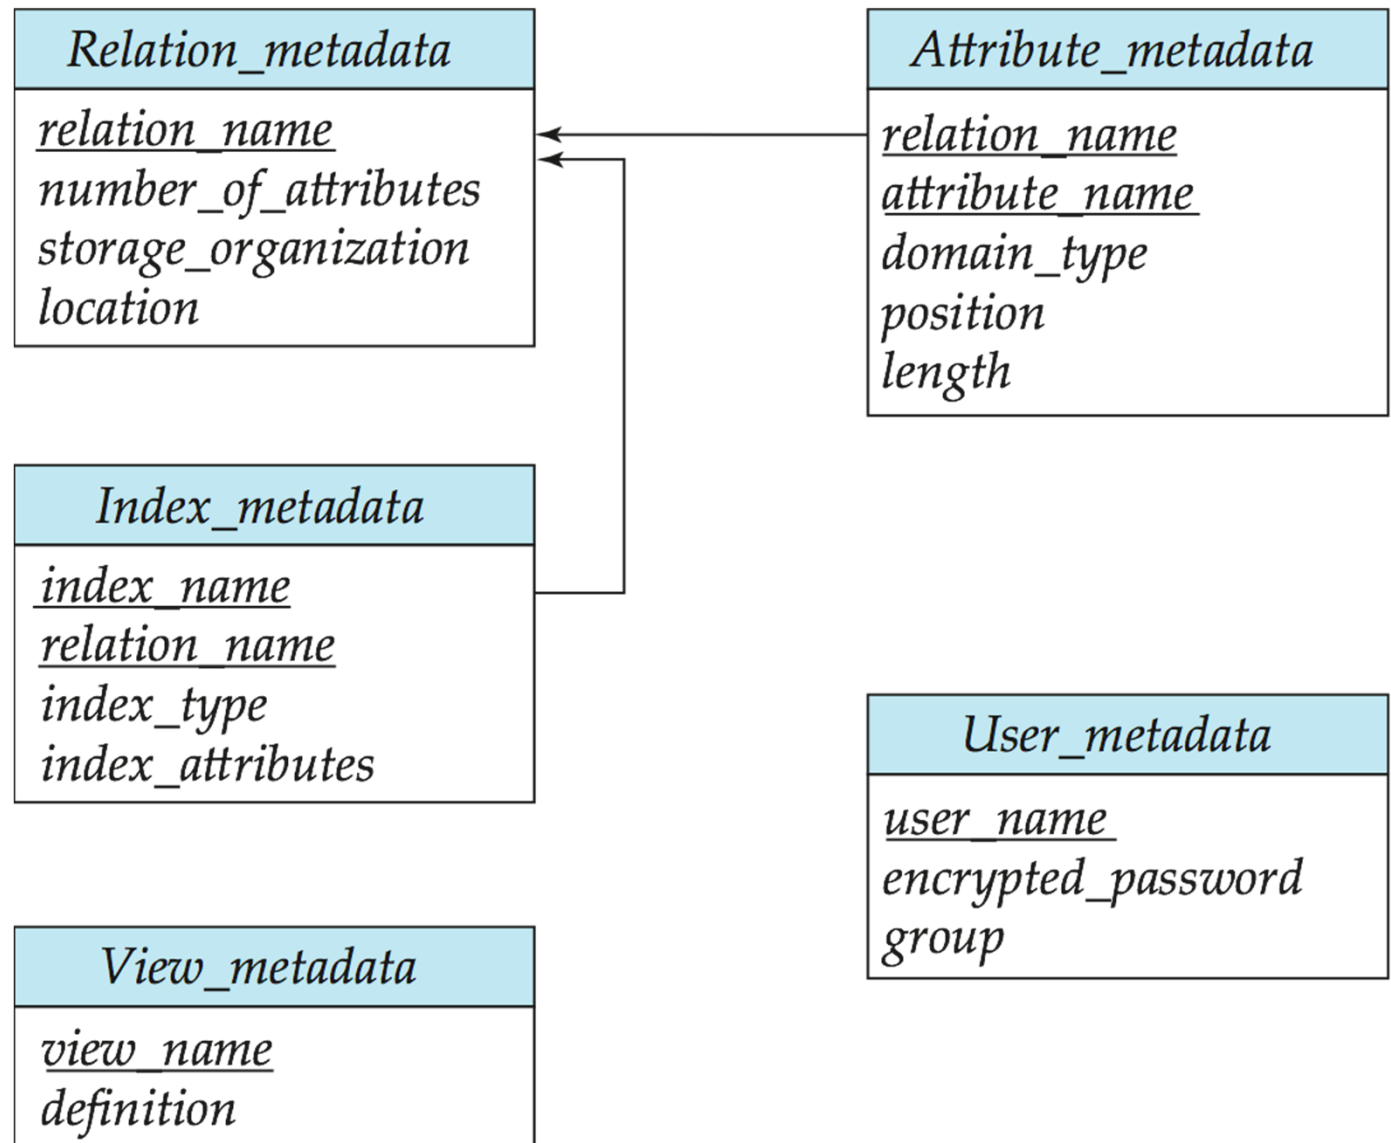 Relation_metadata
relation_name
number_of_attributes
storage_organization
location
Attribute_metadata
relation_name
attribute_name
domain_type
position
length
Index_metadata
index_name
relation_name
index_type
index_attributes
User_metadata
user_name
encrypted_password
group
View_metadata
view_name
definition